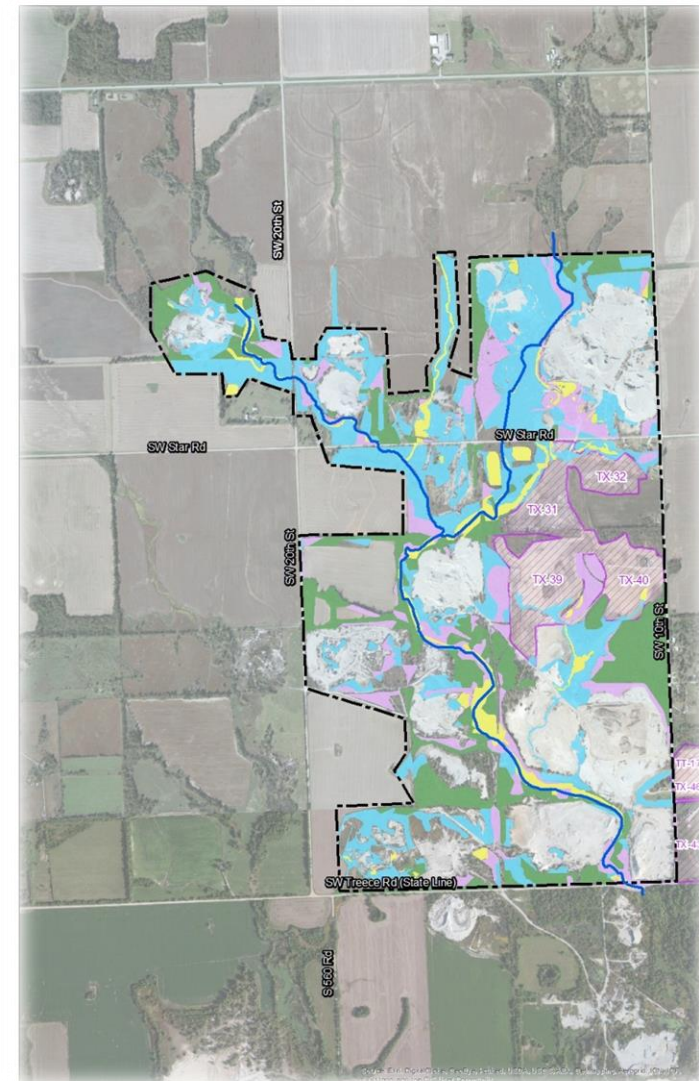 SW 20th St
SW Star Rd
SW Star Rd
TX-32
TX-31
SW 20th St
TX-39
TX-40
SW 10th St
SW Treece Rd (State Line)
S 560 Rd